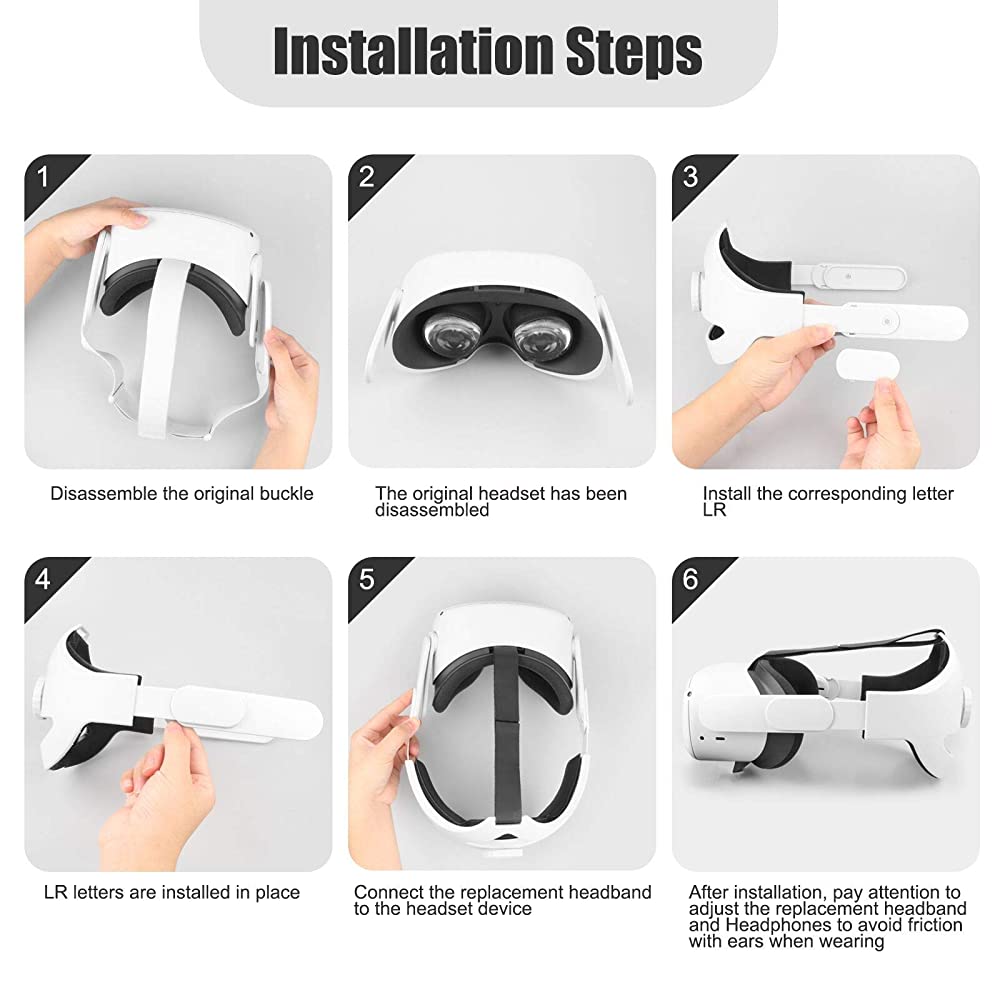 Installation Steps
1
Disassemble the original buckle
2
The original headset has been
disassembled
3
Install the corresponding letter
LR
4
LR letters are installed in place
5
Connect the replacement headband
to the headset device
6
After installation, pay attention to
adjust the replacement headband
and Headphones to avoid friction
with ears when wearing